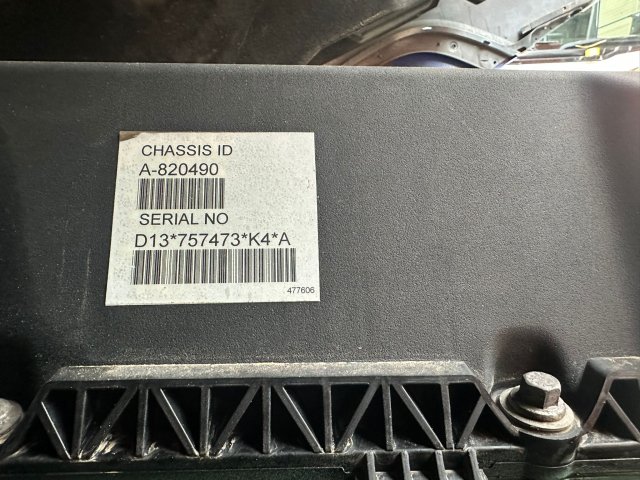 CHASSIS ID
A-820490
SERIAL NO
D13*757473*K4*A
477606